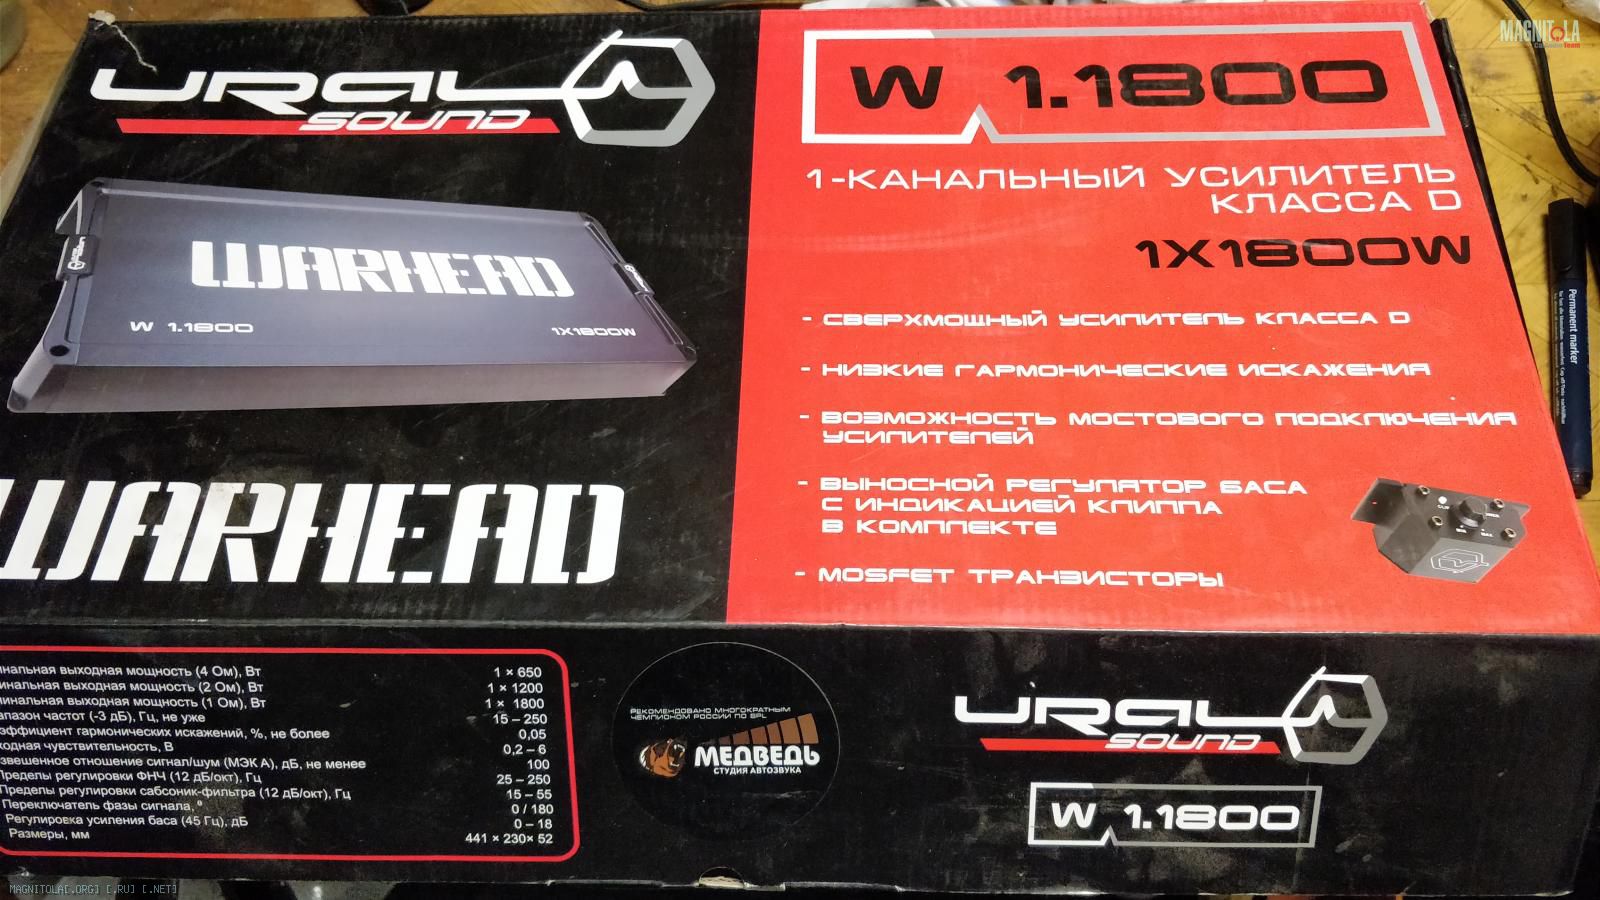 URAL
SOUND
WARHEAD
W 1.1800
1X1800W
WARHEAD
W 1.1800
1-КАНАЛЬНЫЙ УСИЛИТЕЛЬ
КЛАССА D
1X1800W
- СВЕРХМОЩНЫЙ УСИЛИТЕЛЬ КЛАССА D
- НИЗКИЕ ГАРМОНИЧЕСКИЕ ИСКАЖЕНИЯ
- ВОЗМОЖНОСТЬ МОСТОВОГО ПОДКЛЮЧЕНИЯ
УСИЛИТЕЛЕЙ
- ВЫНОСНОЙ РЕГУЛЯТОР БАСА
С ИНДИКАЦИЕЙ КЛИППА
В КОМПЛЕКТЕ
- MOSFET ТРАНЗИСТОРЫ
инальная выходная мощность (4 Ом), Вт 1 × 650
инальная выходная мощность (2 Ом), Вт 1 × 1200
инальная выходная мощность (1 Ом), Вт 1 × 1800
апазон частот (-3 дБ), Гц, не уже 15 – 250
эффициент гармонических искажений, %, не более 0,05
ходная чувствительность, В 0,2 – 6
звешенное отношение сигнал/шум (МЭК А), дБ, не менее 100
Пределы регулировки ФНЧ (12 дБ/окт), Гц 25 – 250
Пределы регулировки сабсоник-фильтра (12 дБ/окт), Гц 15 – 55
Переключатель фазы сигнала, º 0 / 180
Регулировка усиления баса (45 Гц), дБ 0 – 18
Размеры, мм 441 × 230× 52
РЕКОМЕНДОВАНО МНОГОКРАТНЫМ
ЧЕМПИОНОМ РОССИИ ПО SPL
МЕДВЕДЬ
СТУДИЯ АВТОЗВУКА
URAL
SOUND
W 1.1800
Permanent marker
MAGNITOLA
Team
MAGNITOLA[.ORG] [.RU] [.NET]